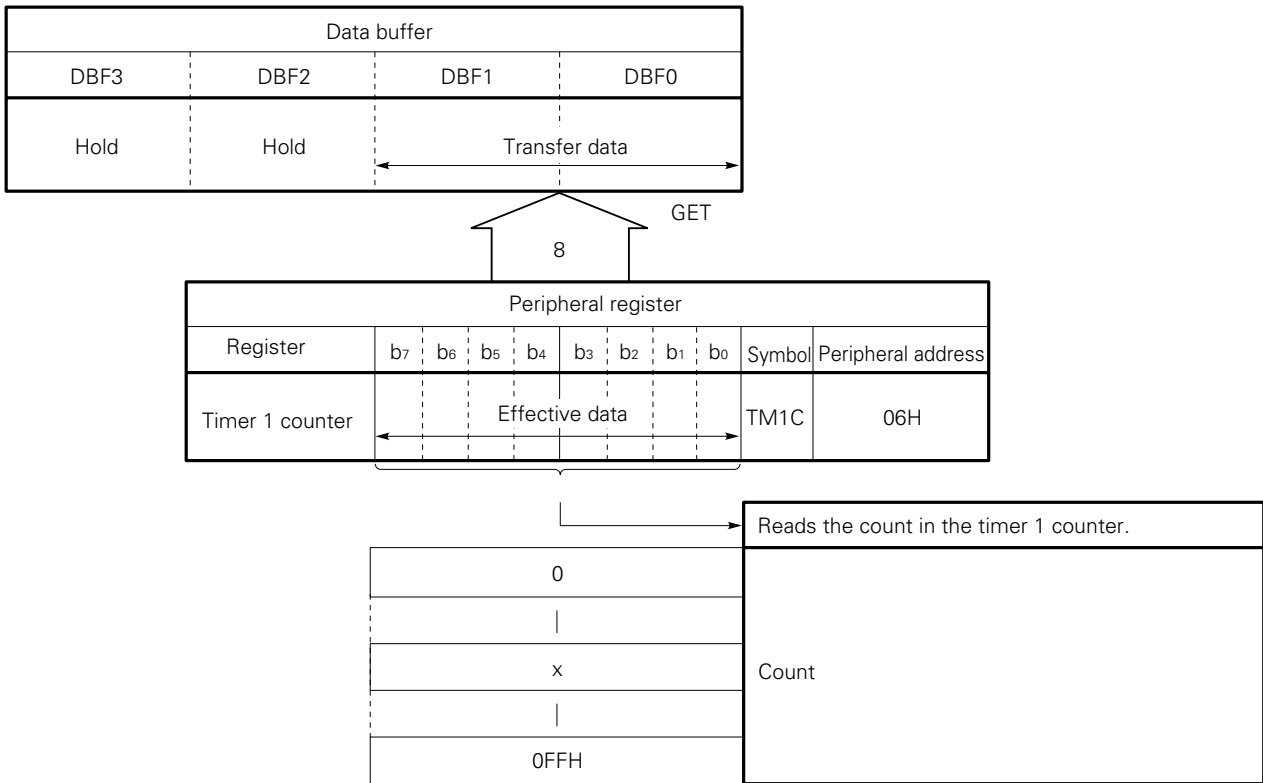 Data buffer
DBF3 DBF2 DBF1 DBF0
Hold Hold Transfer data
GET
8
Peripheral register
Register b7 b6 b5 b4 b3 b2 b1 b0 Symbol Peripheral address
Timer 1 counter Effective data TM1C 06H
Reads the count in the timer 1 counter.
0
x Count
0FFH